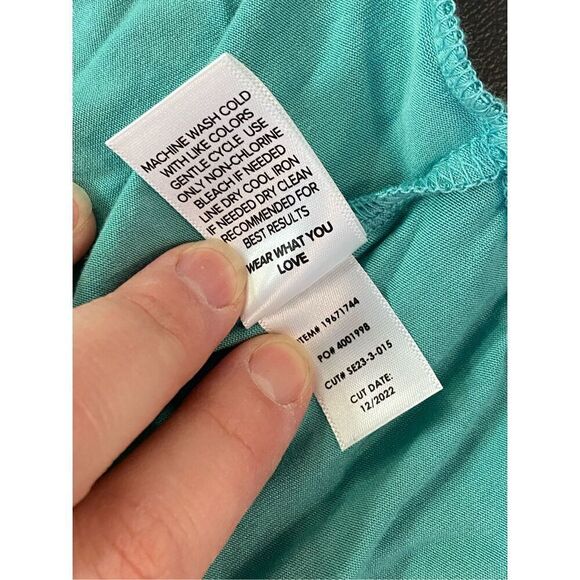 MACHINE WASH COLD
WITH LIKE COLORS
GENTLE CYCLE USE
ONLY NON-CHLORINE
BLEACH IF NEEDED
LINE DRY COOL IRON
IF NEEDED DRY CLEAN
RECOMMENDED FOR
BEST RESULTS
WEAR WHAT YOU
LOVE
ITEM# 19671744
PO# 4001998
CUT# SE23-3-015
CUT DATE:
12/2022